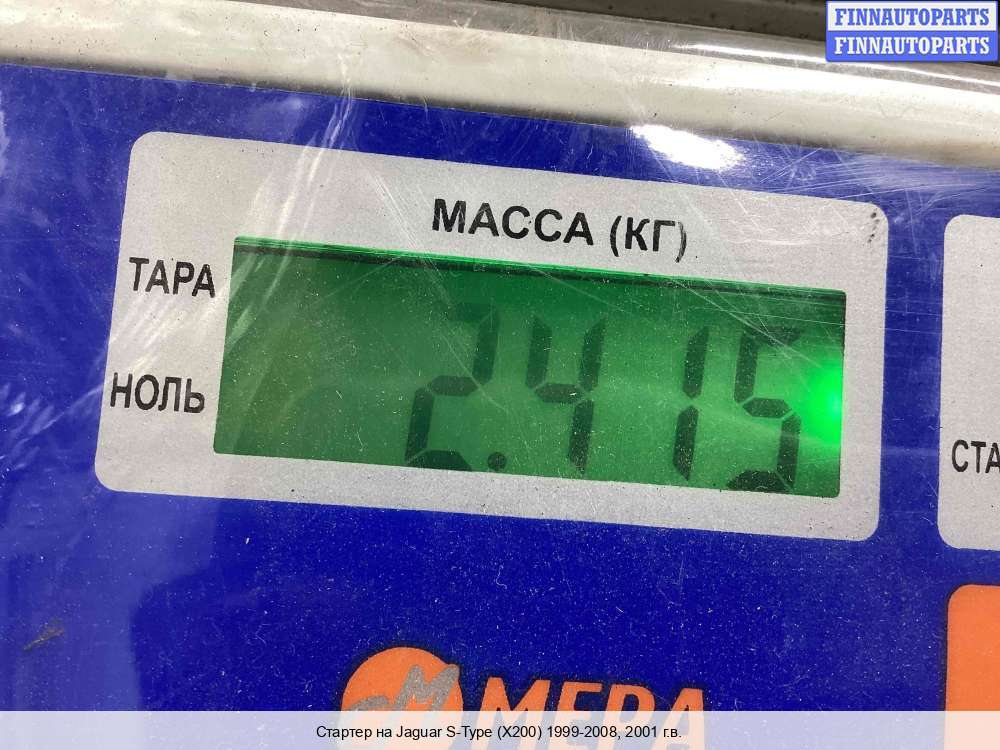 FINNAUTOPARTS
FINNAUTOPARTS
МАССА (КГ)
ТАРА
2.415
НОЛЬ
СТА
МЕРА
Стартер на Jaguar S-Type (X200) 1999-2008, 2001 г.в.